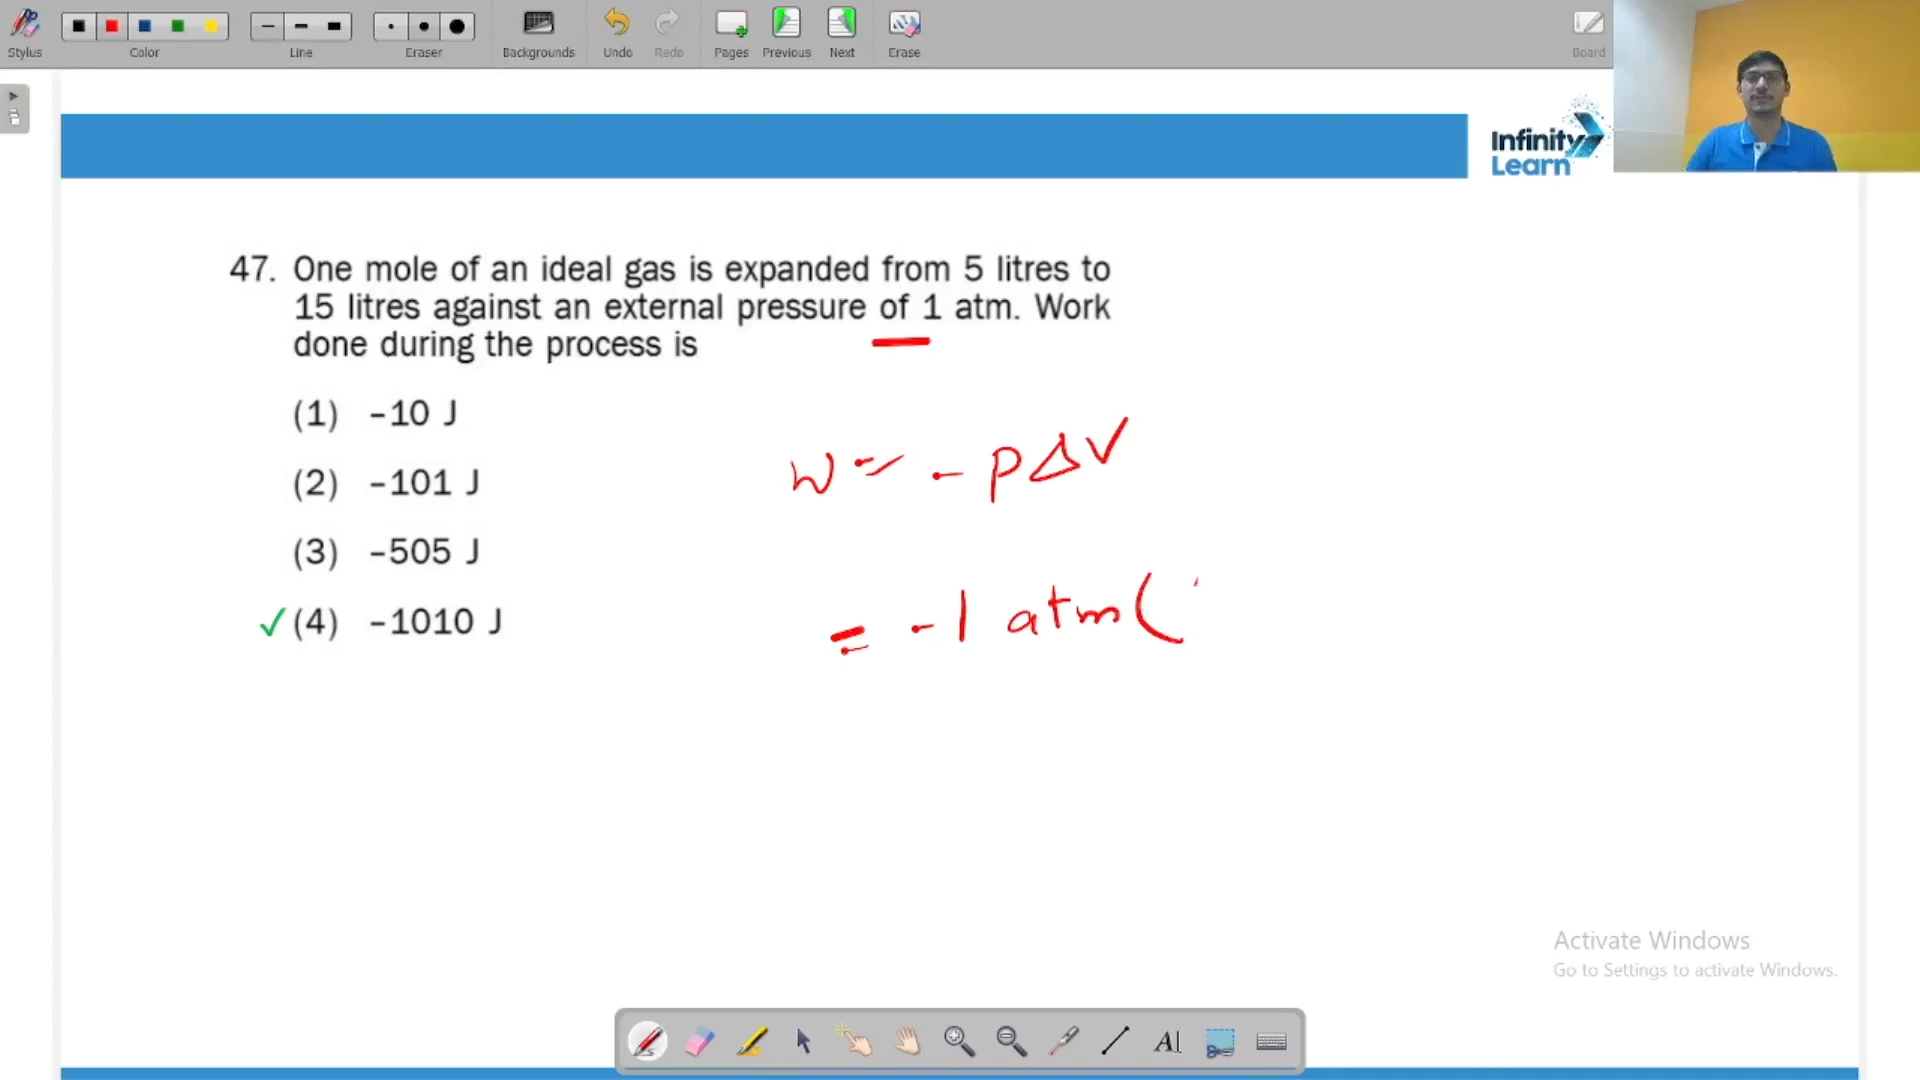 Stylus
Color
Line
Eraser
Backgrounds
Undo
Redo
Pages
Previous
Next
Erase
Board
Infinity
Learn
47. One mole of an ideal gas is expanded from 5 litres to
15 litres against an external pressure of 1 atm. Work
done during the process is
(1) -10 J
(2) -101 J
(3) -505 J
✓(4) -1010 J
W = - P Δ V
= -1 atm (
Activate Windows
Go to Settings to activate Windows.
AI